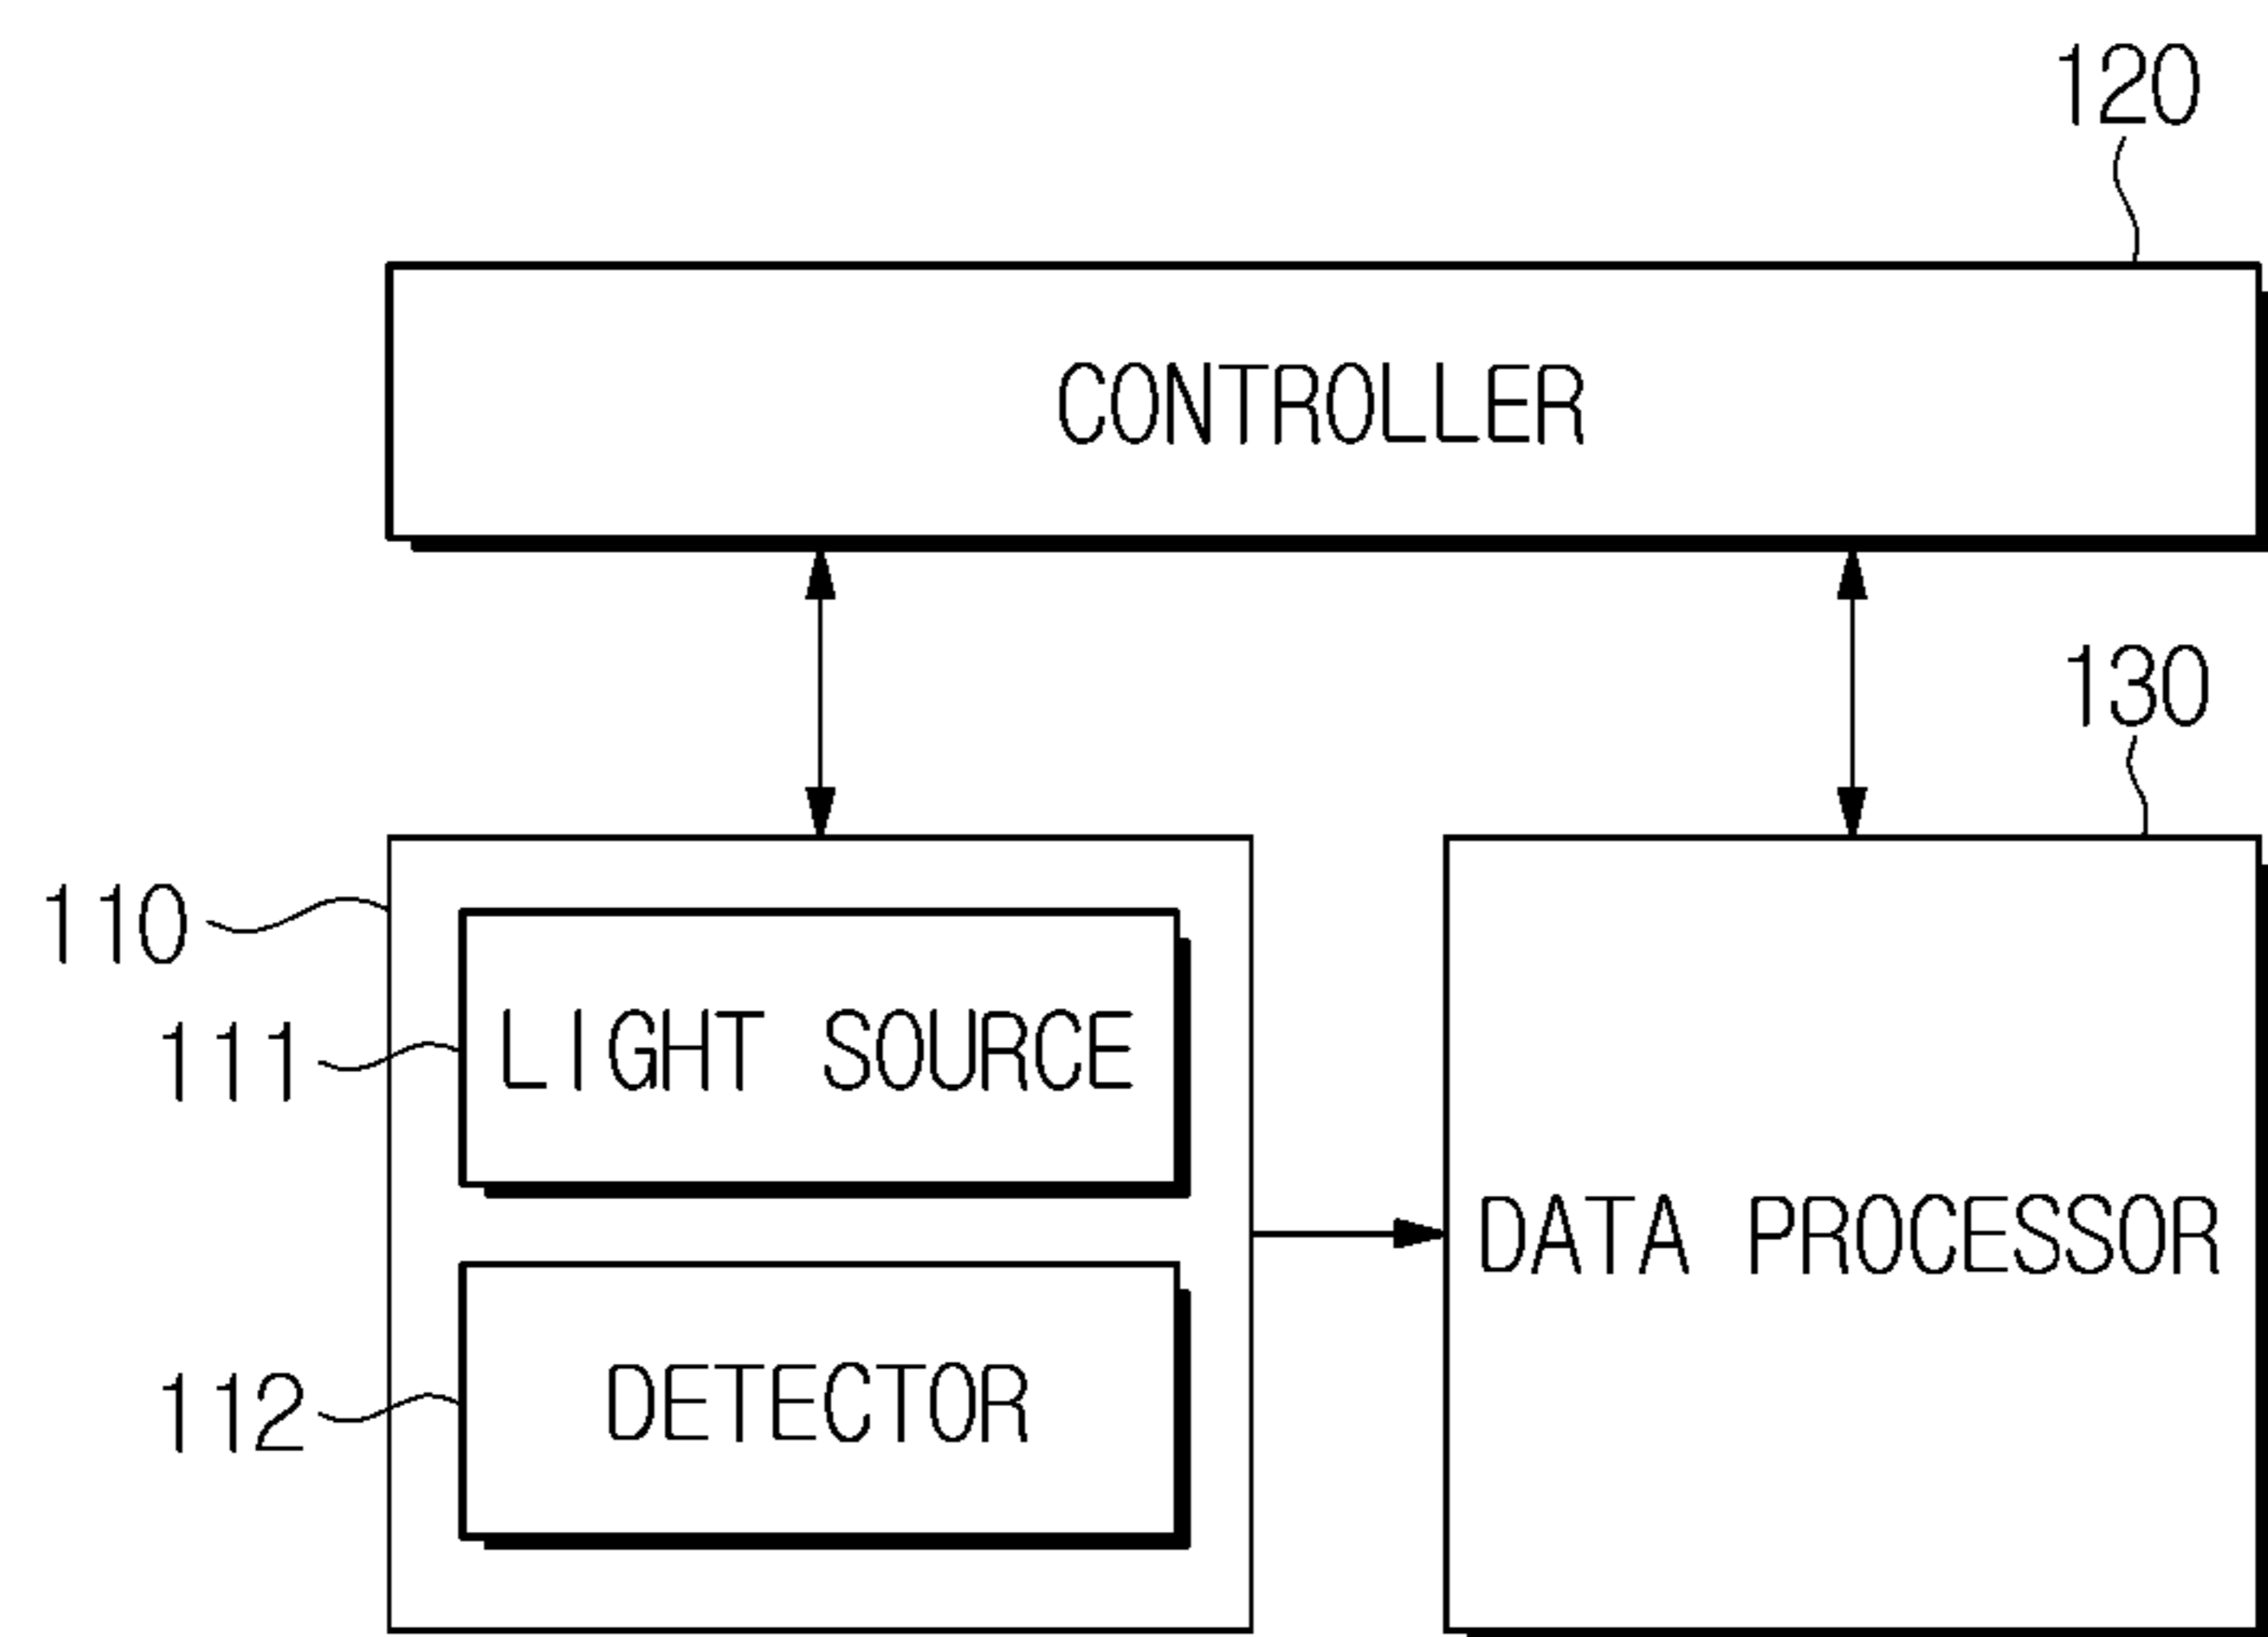 120
CONTROLLER
130
110
111
LIGHT SOURCE
DATA PROCESSOR
112
DETECTOR